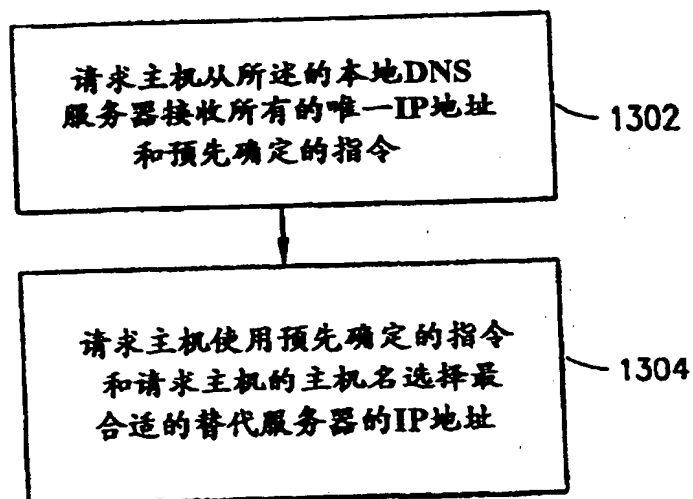 请求主机从所述的本地DNS
服务器接收所有的唯一IP地址
和预先确定的指令
1302
请求主机使用预先确定的指令
和请求主机的主机名选择最
合适的替代服务器的IP地址
1304